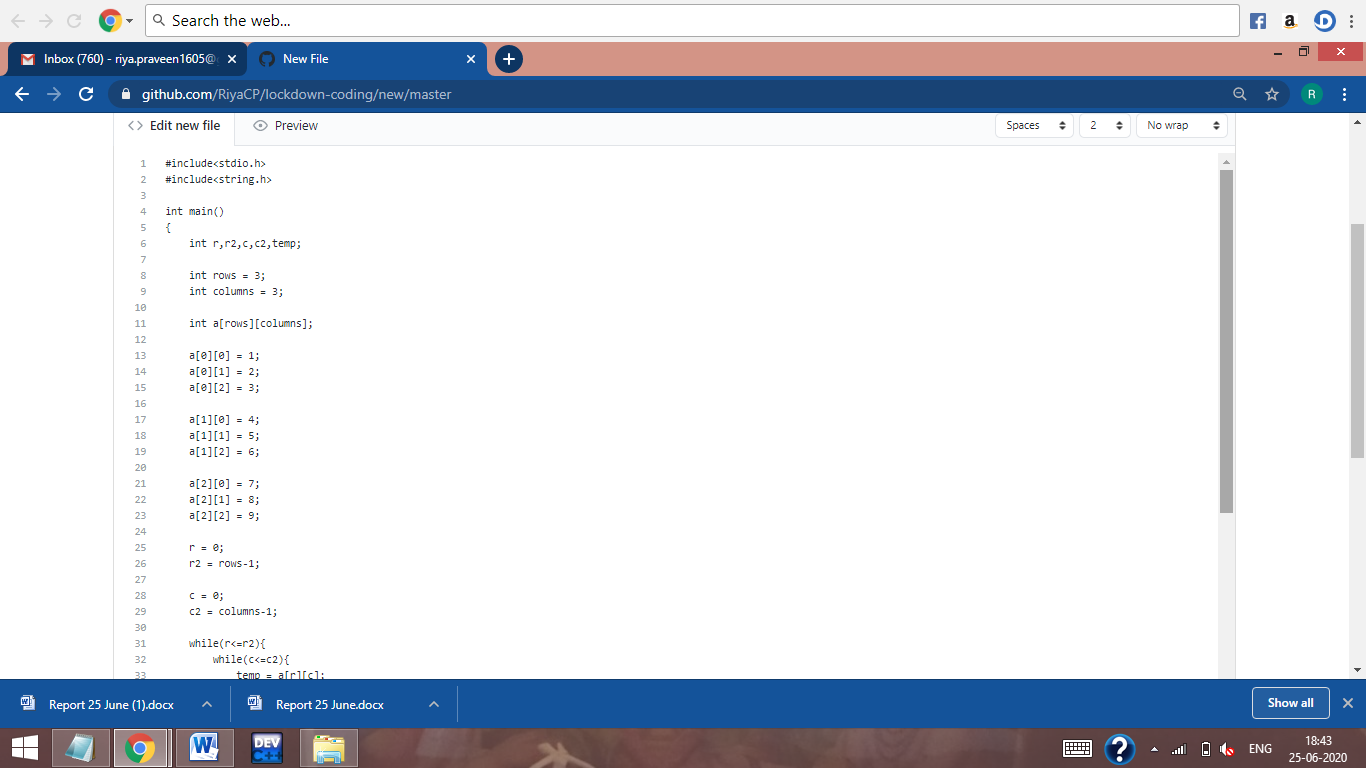 Search the web...
Inbox (760) - riya.praveen1605@
New File
github.com/RiyaCP/lockdown-coding/new/master
R
Edit new file
Preview
Spaces
2
No wrap
1 #include<stdio.h>
2 #include<string.h>
3
4 int main()
5 {
6 int r,r2,c,c2,temp;
7
8 int rows = 3;
9 int columns = 3;
10
11 int a[rows][columns];
12
13 a[0][0] = 1;
14 a[0][1] = 2;
15 a[0][2] = 3;
16
17 a[1][0] = 4;
18 a[1][1] = 5;
19 a[1][2] = 6;
20
21 a[2][0] = 7;
22 a[2][1] = 8;
23 a[2][2] = 9;
24
25 r = 0;
26 r2 = rows-1;
27
28 c = 0;
29 c2 = columns-1;
30
31 while(r<=r2){
32 while(c<=c2){
33 temp = a[r][c];
Report 25 June (1).docx
Report 25 June.docx
Show all
DEV
C++
ENG
18:43
25-06-2020